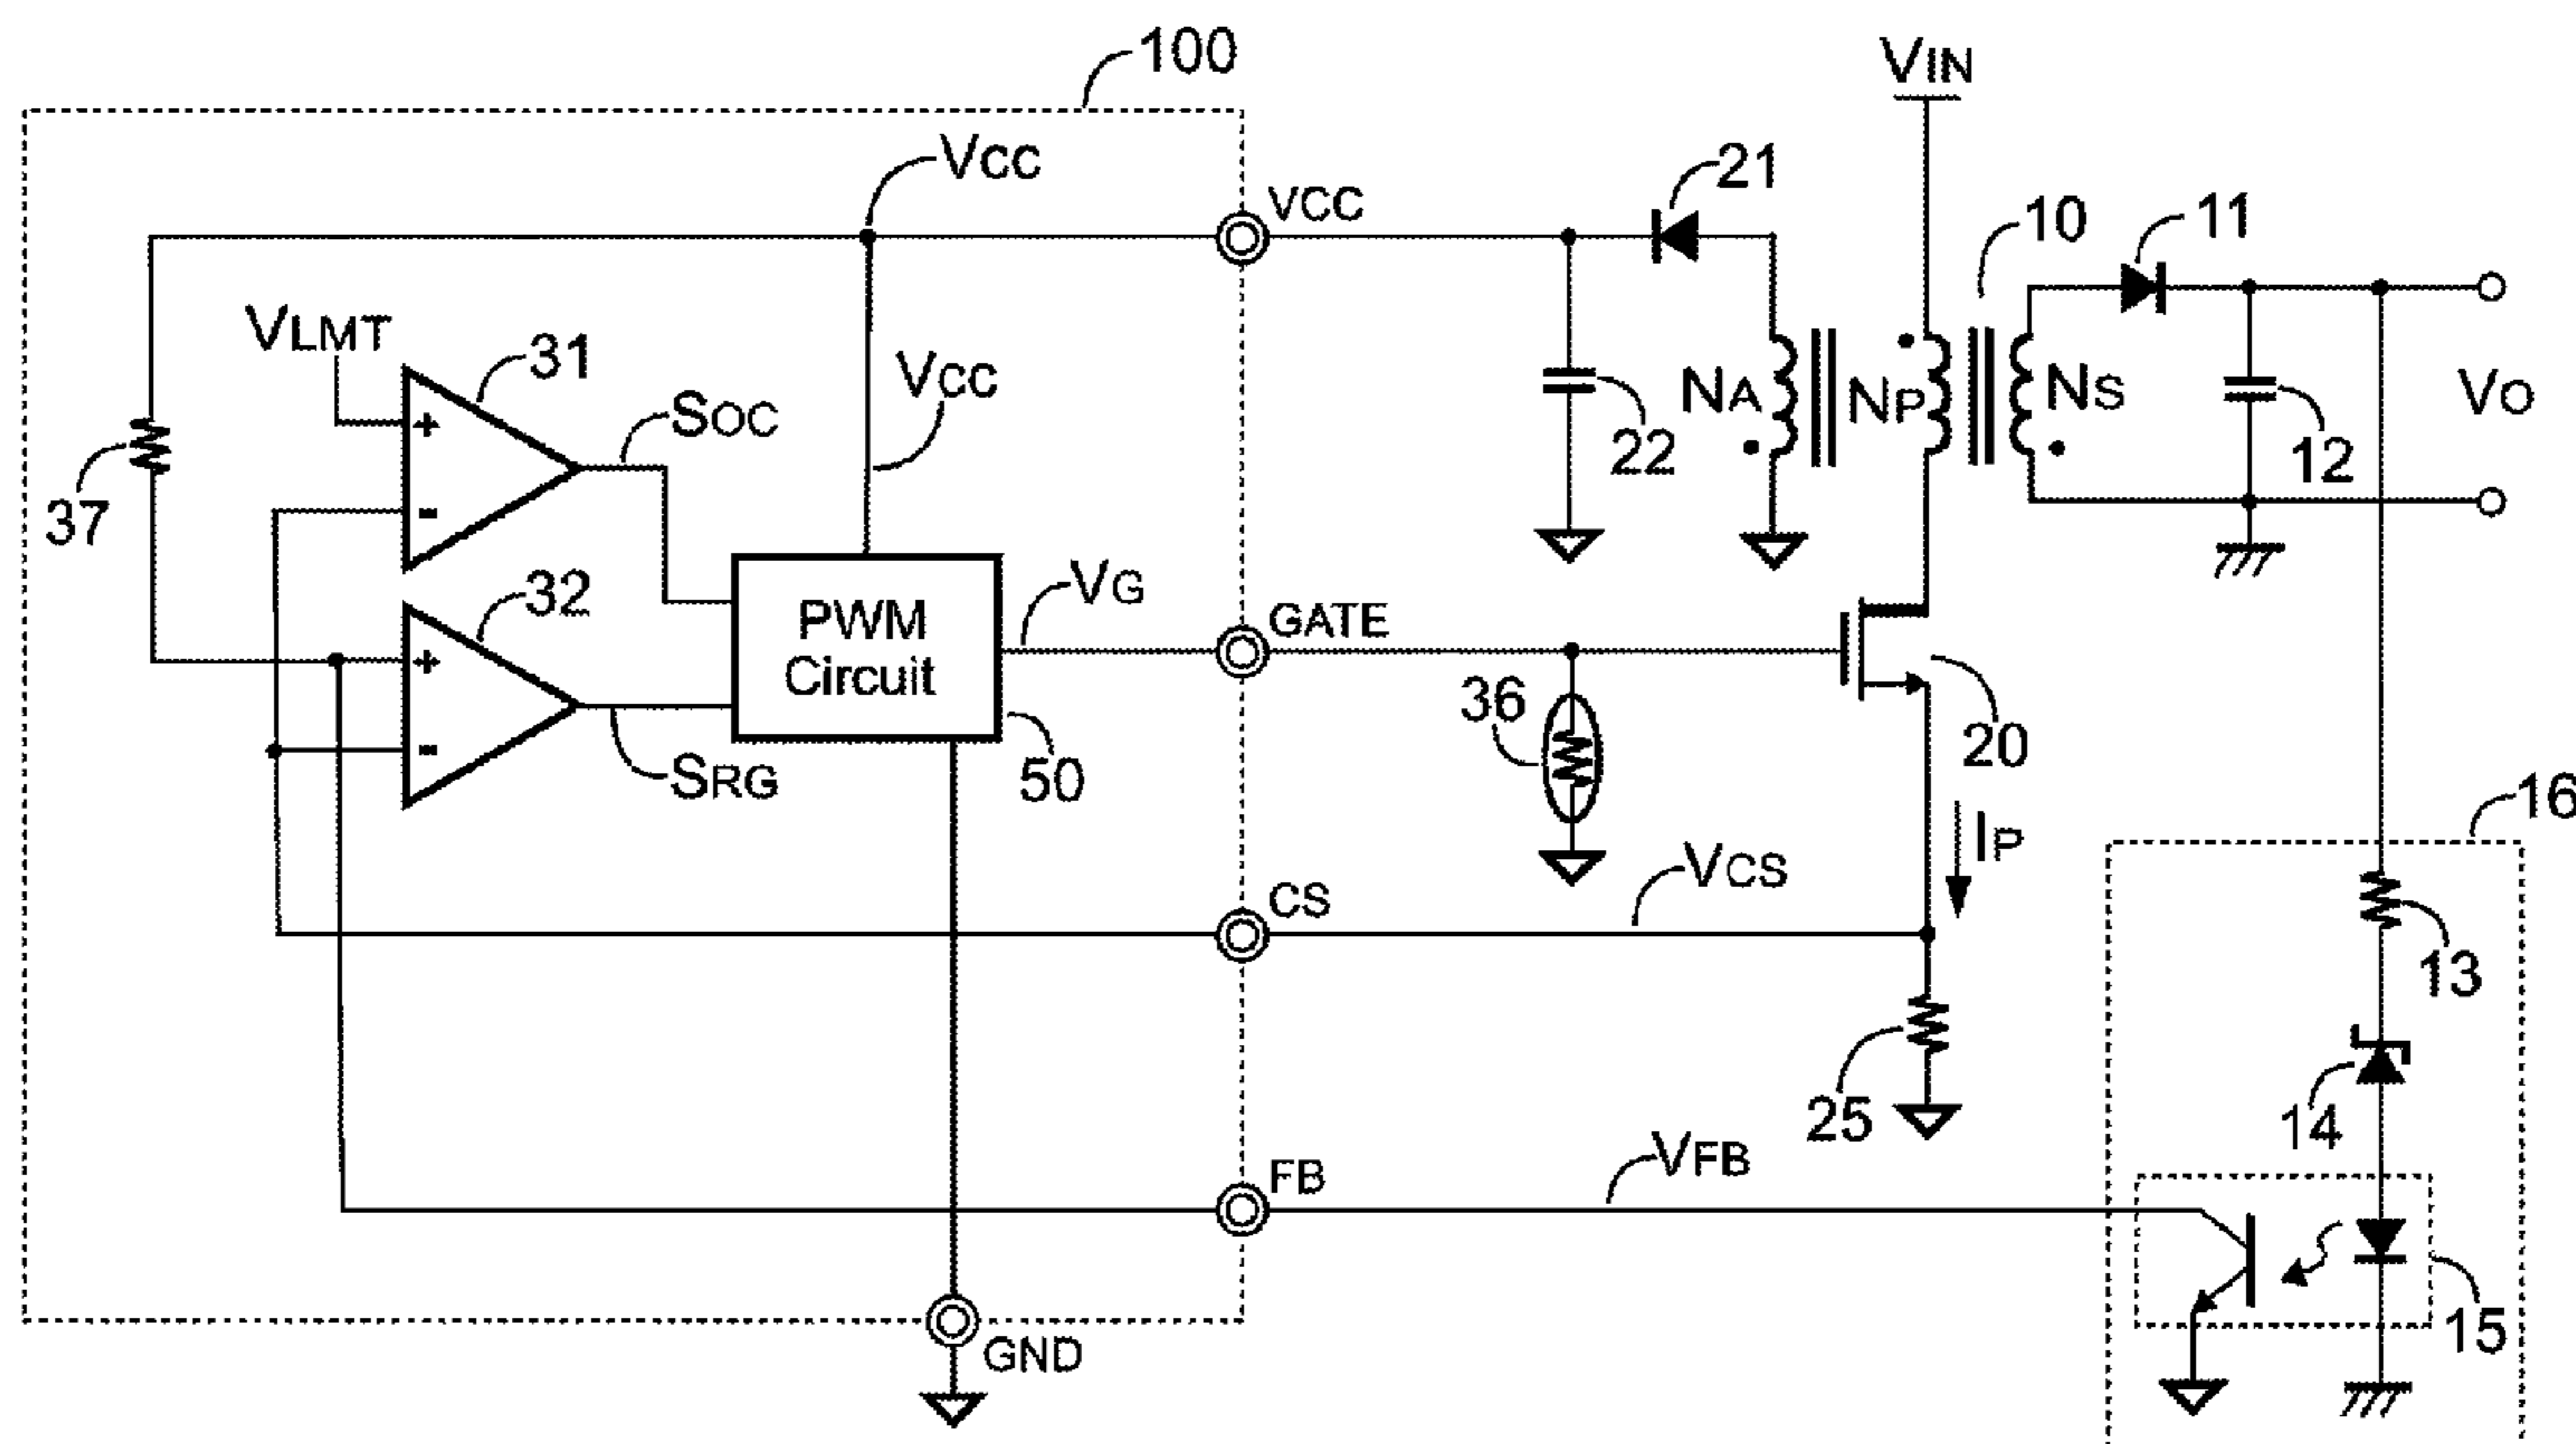 100
VIN
VCC
VCC
21
10
11
VLMT
31
VCC
SOC
NA
NP
NS
VO
22
12
37
32
PWM
Circuit
VG
GATE
36
20
SRG
50
16
IP
VCS
CS
13
25
14
VFB
FB
15
GND
+
-
+
-